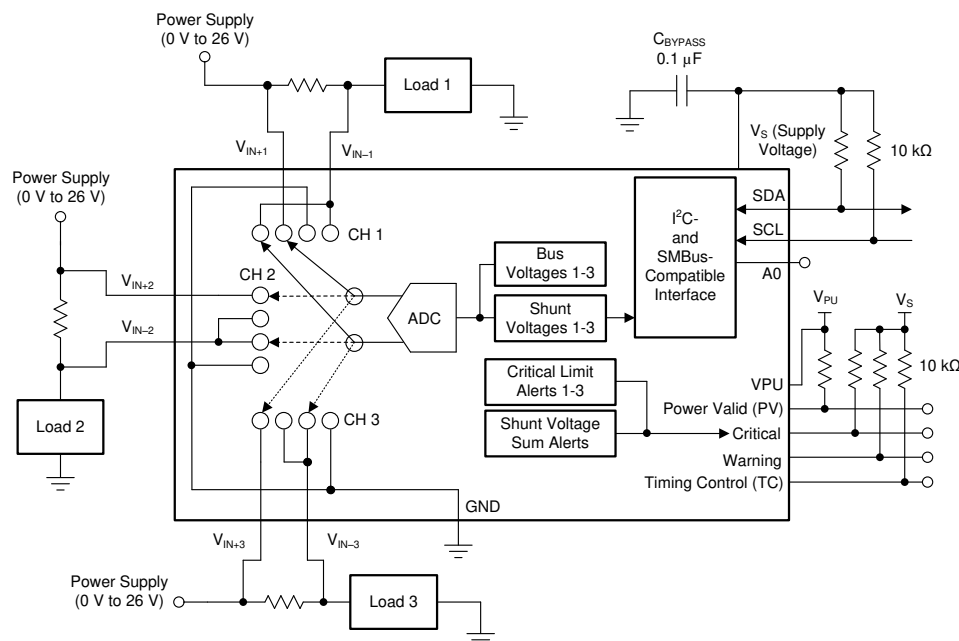 Power Supply
(0 V to 26 V)
Load 1
C_BYPASS
0.1 μF
V_S (Supply
Voltage)
10 kΩ
V_IN+1
V_IN–1
Power Supply
(0 V to 26 V)
CH 1
SDA
SCL
A0
I²C-
and
SMBus-
Compatible
Interface
V_IN+2
CH 2
Bus
Voltages 1-3
ADC
Shunt
Voltages 1-3
V_IN–2
V_PU
V_S
10 kΩ
VPU
Critical Limit
Alerts 1-3
Power Valid (PV)
Load 2
CH 3
Shunt Voltage
Sum Alerts
Critical
Warning
Timing Control (TC)
GND
V_IN+3
V_IN–3
Power Supply
(0 V to 26 V)
Load 3